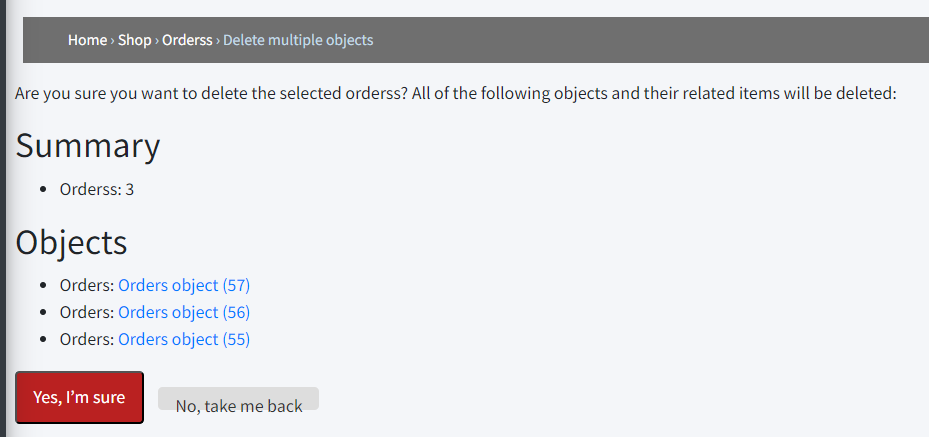 Home › Shop › Orderss › Delete multiple objects
Are you sure you want to delete the selected orderss? All of the following objects and their related items will be deleted:
Summary
• Orderss: 3
Objects
• Orders: Orders object (57)
• Orders: Orders object (56)
• Orders: Orders object (55)
Yes, I’m sure No, take me back